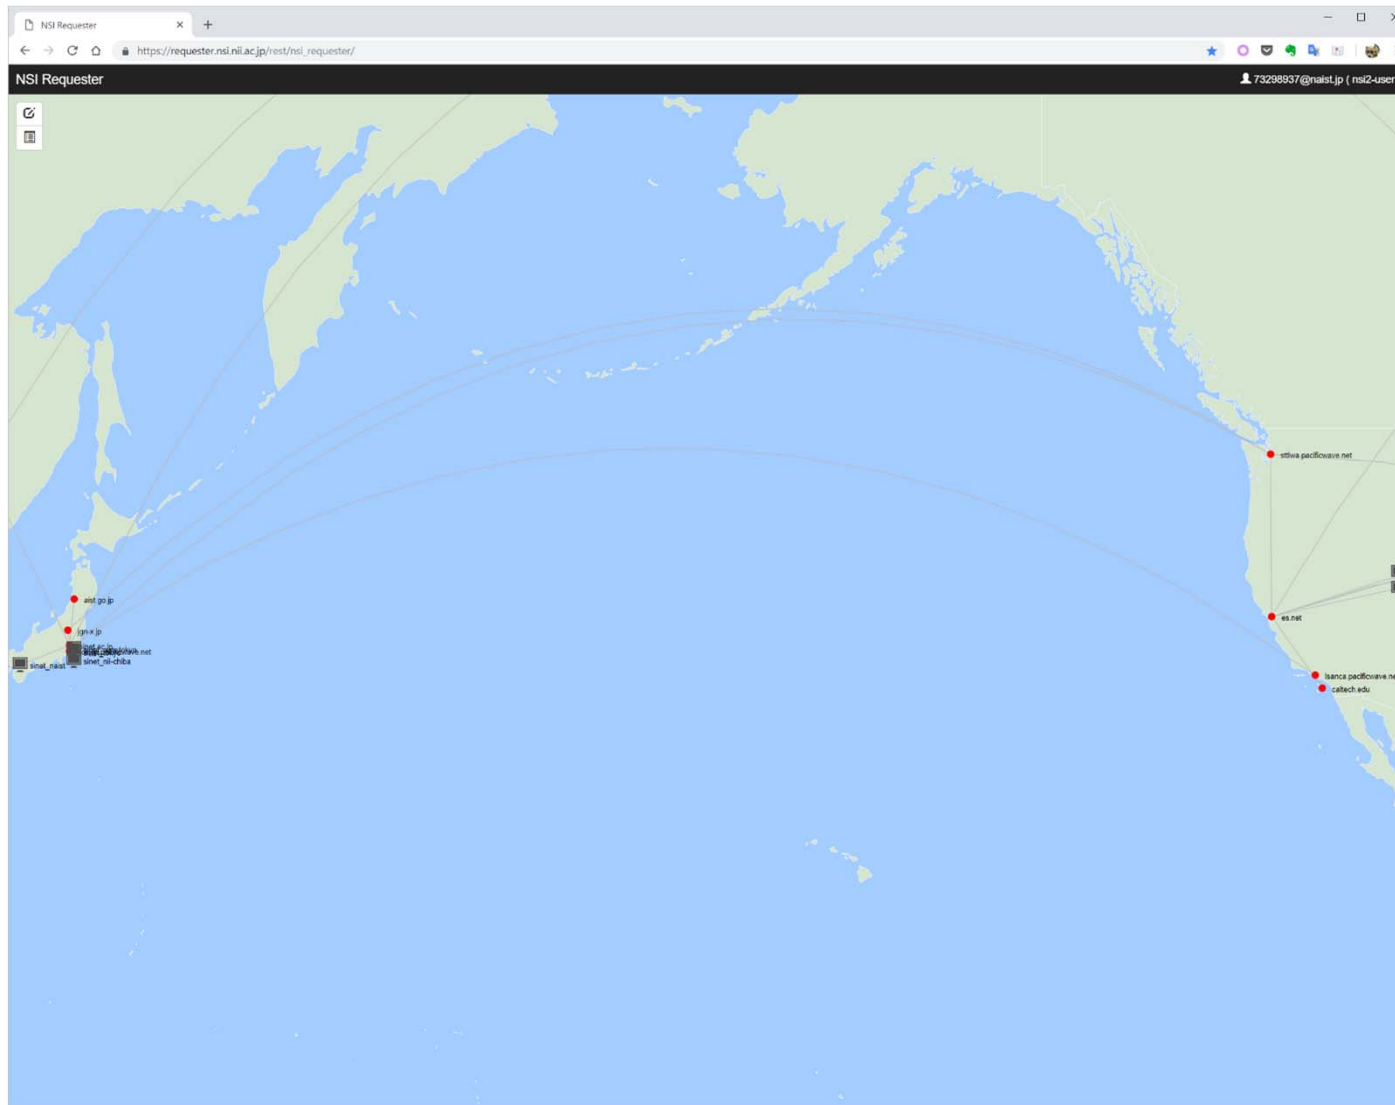 NSI Requester
https://requester.nsi.nii.ac.jp/rest/nsi_requester/
NSI Requester
73298937@naist.jp ( nsi2-user
sttlwa.pacificwave.net
aist.go.jp
jgn-x.jp
es.net
sinet_naist
sinet_nii-chiba
lsanca.pacificwave.ne
caltech.edu